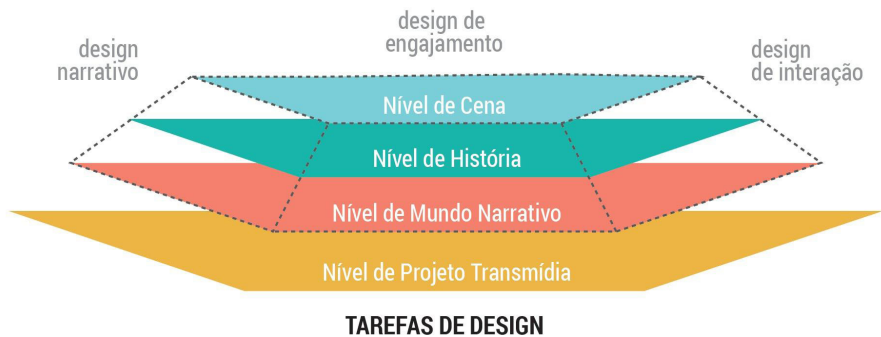 design
narrativo
design de
engajamento
design
de interação
Nível de Cena
Nível de História
Nível de Mundo Narrativo
Nível de Projeto Transmídia
TAREFAS DE DESIGN